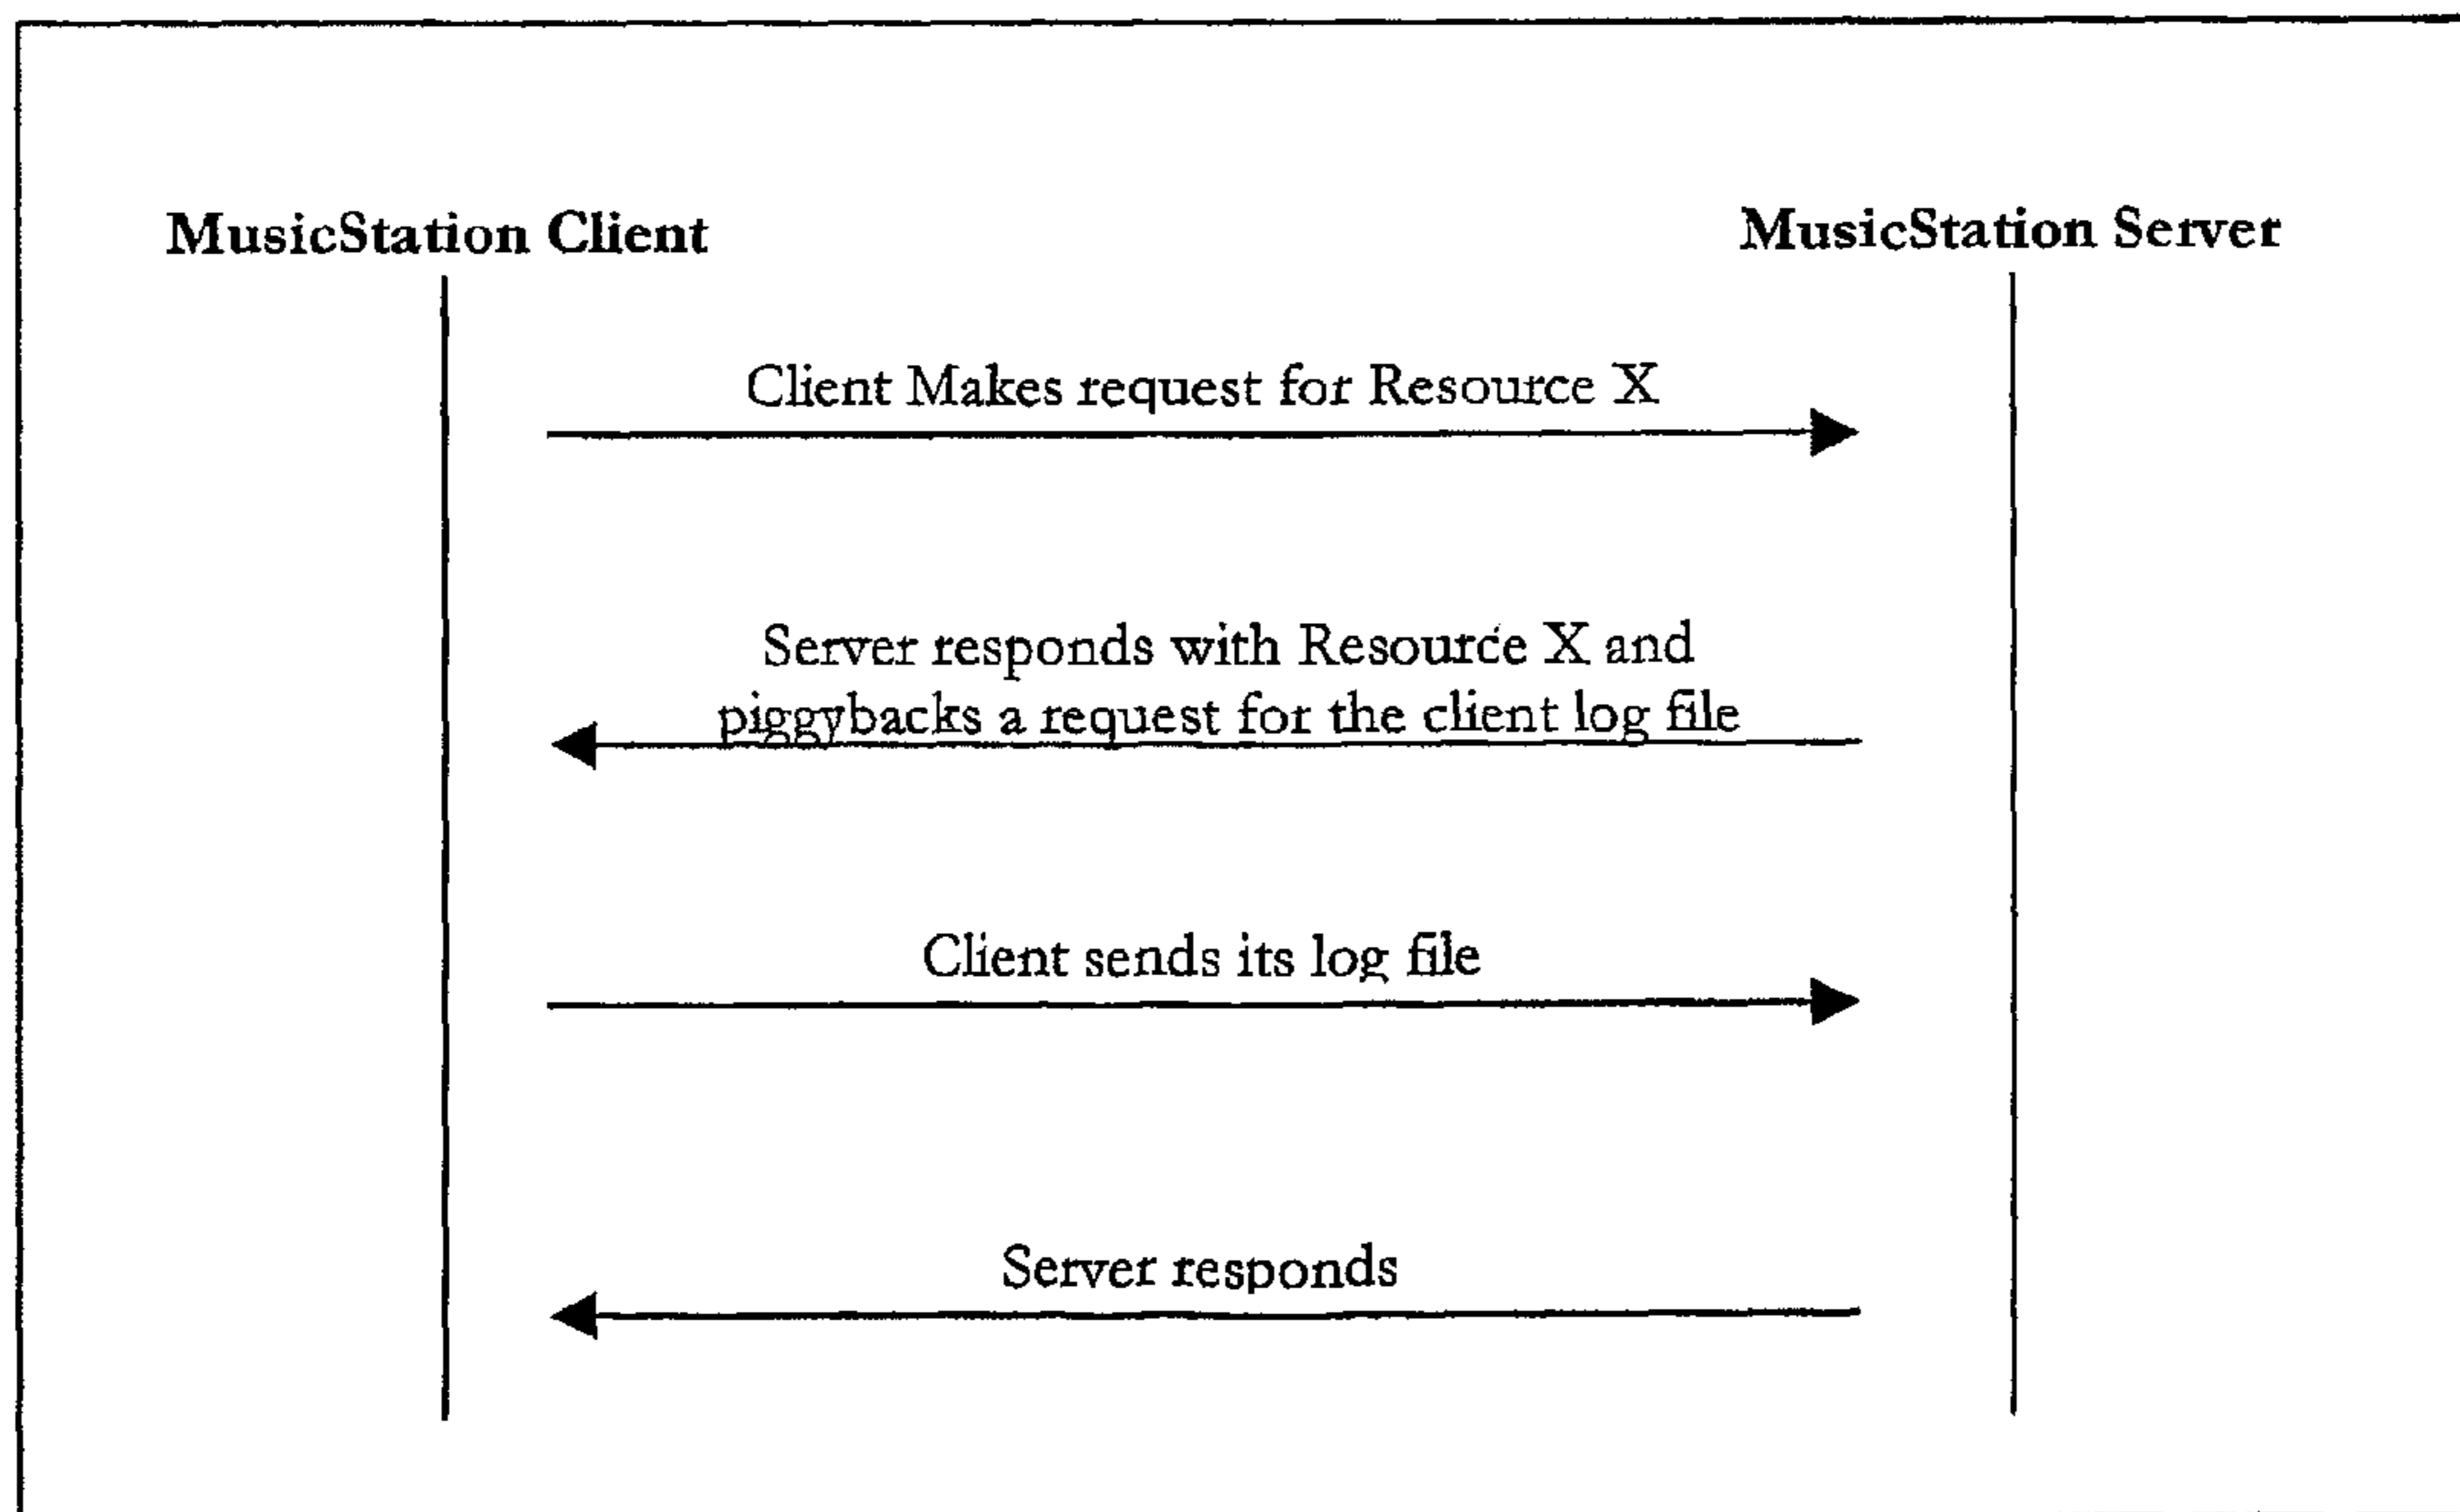 MusicStation Client
MusicStation Server
Client Makes request for Resource X
Server responds with Resource X and
piggybacks a request for the client log file
Client sends its log file
Server responds